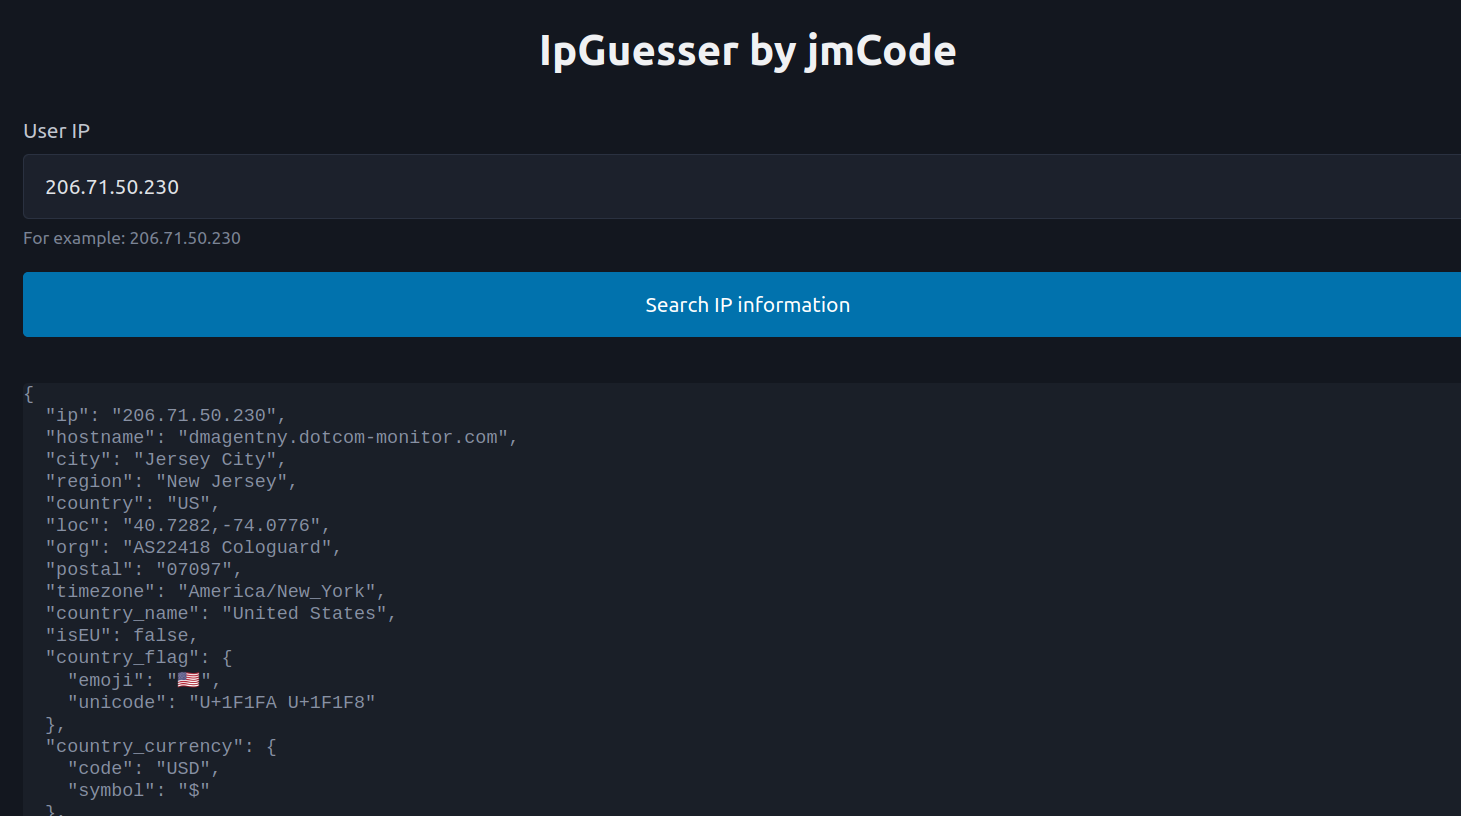 IpGuesser by jmCode
User IP
206.71.50.230
For example: 206.71.50.230
Search IP information
{
  "ip": "206.71.50.230",
  "hostname": "dmagentny.dotcom-monitor.com",
  "city": "Jersey City",
  "region": "New Jersey",
  "country": "US",
  "loc": "40.7282,-74.0776",
  "org": "AS22418 Cologuard",
  "postal": "07097",
  "timezone": "America/New_York",
  "country_name": "United States",
  "isEU": false,
  "country_flag": {
    "emoji": "🇺🇸",
    "unicode": "U+1F1FA U+1F1F8"
  },
  "country_currency": {
    "code": "USD",
    "symbol": "$"
  },